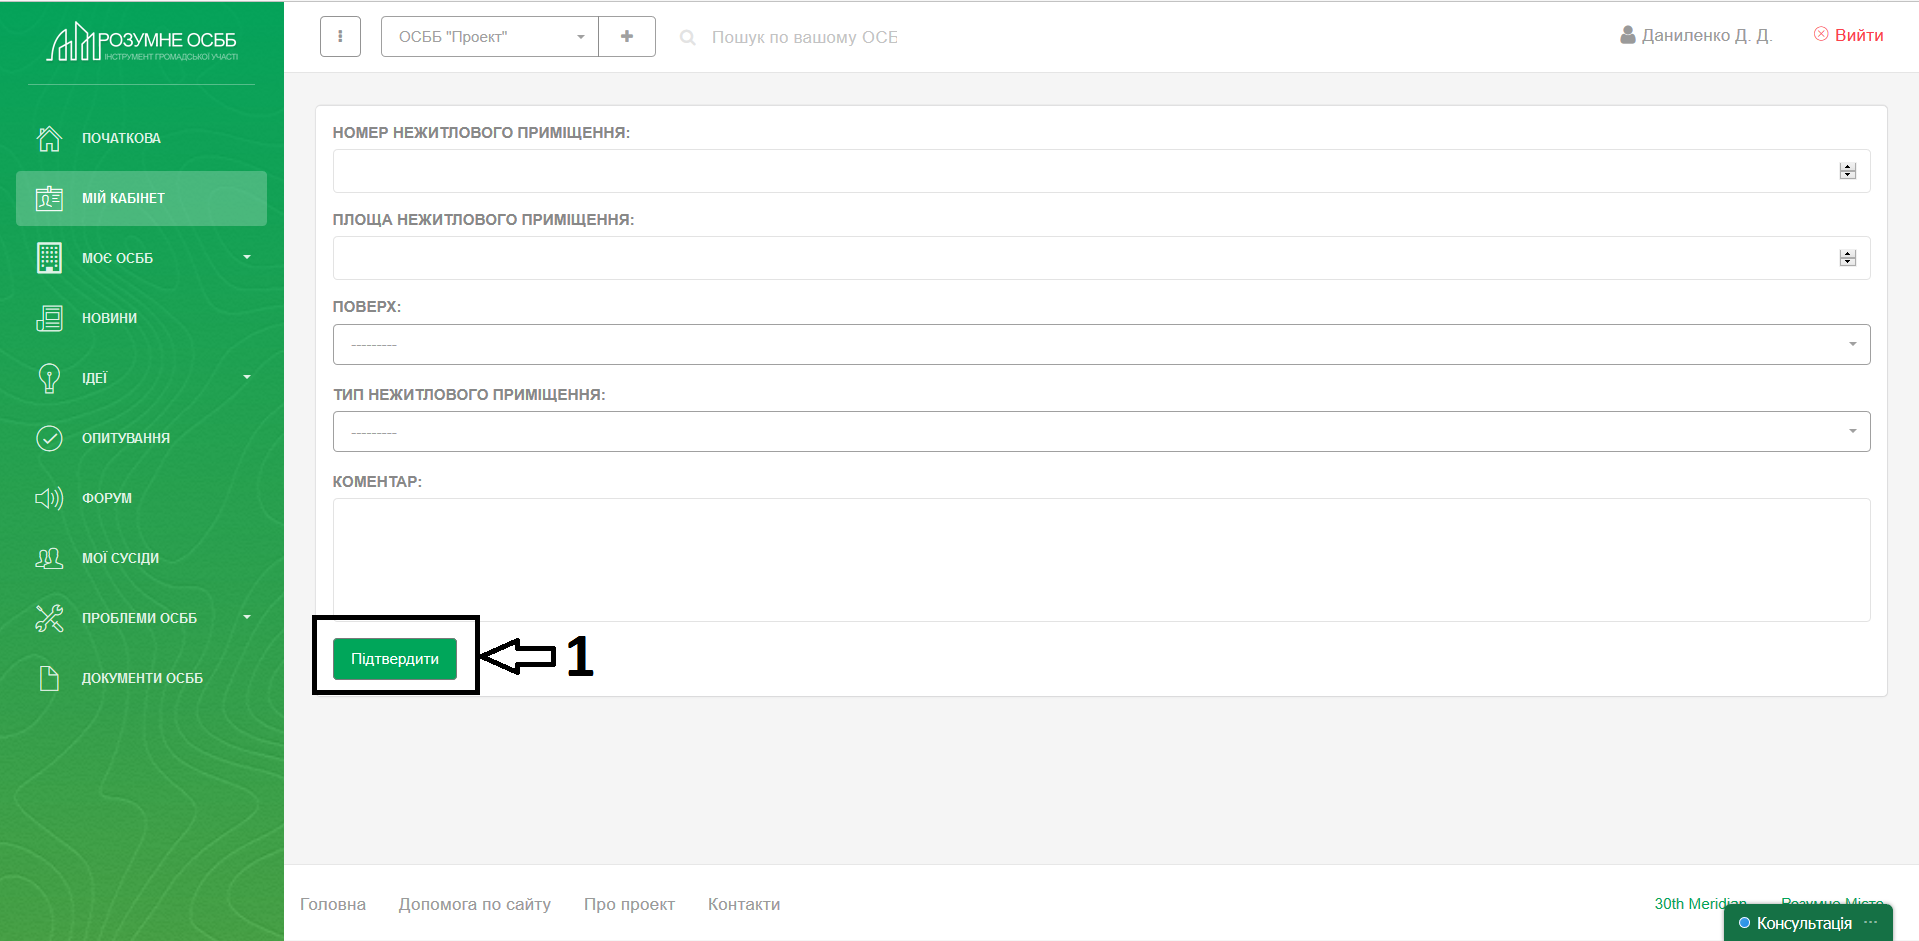 РОЗУМНЕ ОСББ
ІНСТРУМЕНТ ГРОМАДСЬКОЇ УЧАСТІ
ПОЧАТКОВА
МІЙ КАБІНЕТ
МОЄ ОСББ
НОВИНИ
ІДЕЇ
ОПИТУВАННЯ
ФОРУМ
МОЇ СУСІДИ
ПРОБЛЕМИ ОСББ
ДОКУМЕНТИ ОСББ
ОСББ "Проект"
Пошук по вашому ОСБ
Даниленко Д. Д.
Вийти
НОМЕР НЕЖИТЛОВОГО ПРИМІЩЕННЯ:
ПЛОЩА НЕЖИТЛОВОГО ПРИМІЩЕННЯ:
ПОВЕРХ:
---------
ТИП НЕЖИТЛОВОГО ПРИМІЩЕННЯ:
---------
КОМЕНТАР:
Підтвердити
1
Головна Допомога по сайту Про проект Контакти
30th Meridian Розумне Місто
Консультація